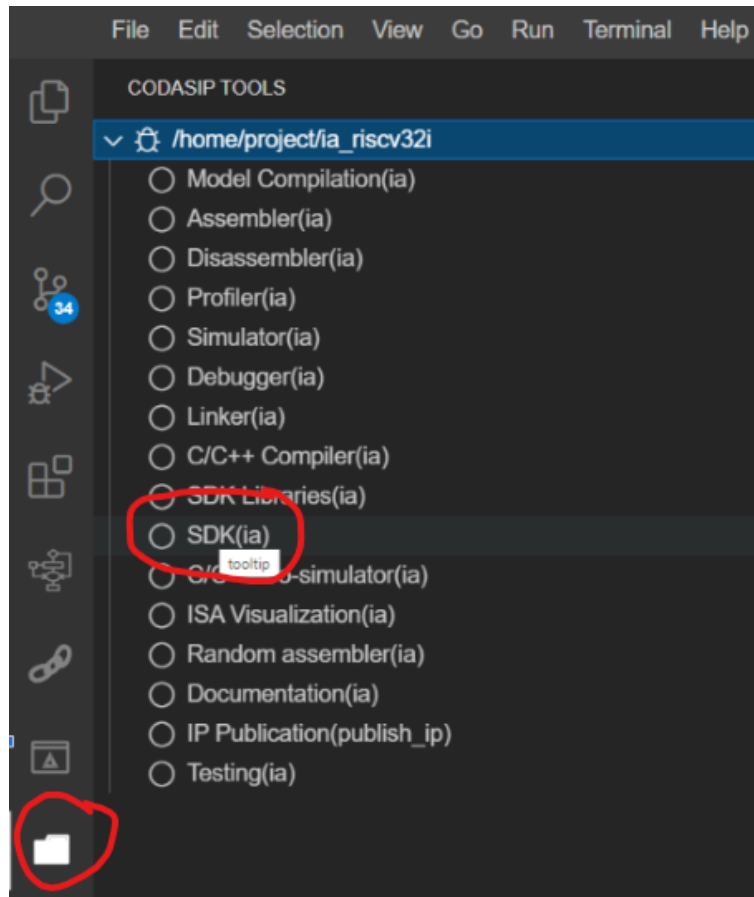 File Edit Selection View Go Run Terminal Help
CODASIP TOOLS
/home/project/ia_riscv32i
Model Compilation(ia)
Assembler(ia)
Disassembler(ia)
Profiler(ia)
Simulator(ia)
34
Debugger(ia)
Linker(ia)
C/C++ Compiler(ia)
SDK Libraries(ia)
SDK(ia)
tooltip
-simulator(ia)
ISA Visualization(ia)
Random assembler(ia)
Documentation(ia)
IP Publication(publish_ip)
Testing(ia)